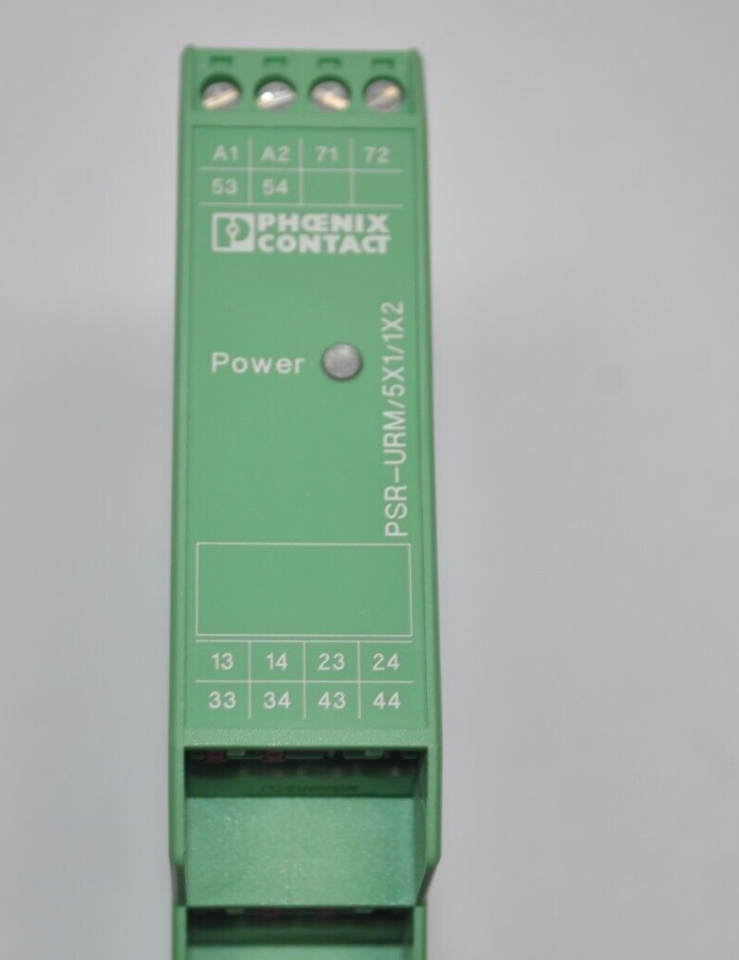 A1 A2 71 72
53 54
PHŒNIX
CONTACT
Power
PSR-URM/5X1/1X2
13 14 23 24
33 34 43 44